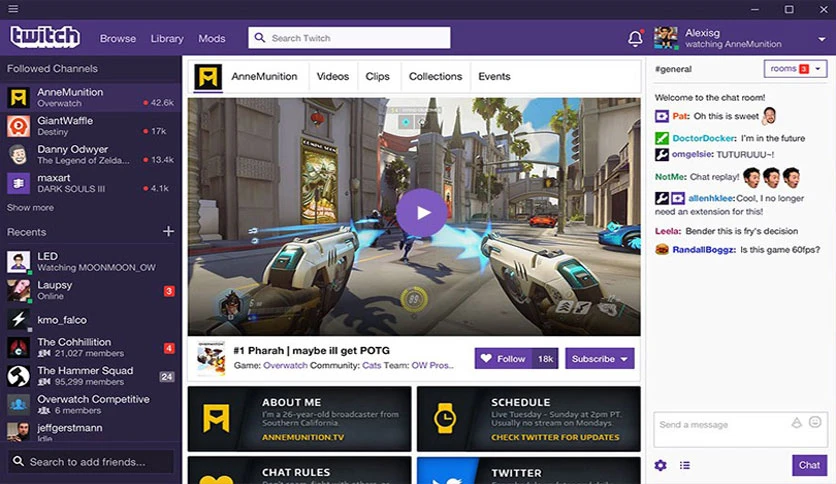 twitch
Browse
Library
Mods
Search Twitch
Alexisg
watching AnneMunition
Followed Channels
AnneMunition
Overwatch
42.6k
GiantWaffle
Destiny
17k
Danny Odwyer
The Legend of Zelda...
13.4k
maxart
DARK SOULS III
4.1k
Show more
Recents
LED
Watching MOONMOON_OW
Laupsy
Online
3
kmo_falco
The Cohhilition
21,027 members
4
The Hammer Squad
95,299 members
24
Overwatch Competitive
6 members
jeffgerstmann
Idle
Search to add friends...
AnneMunition
Videos
Clips
Collections
Events
COMING SOON
89
#1 Pharah | maybe ill get POTG
Game: Overwatch Community: Cats Team: OW Pros...
Follow
18k
Subscribe
ABOUT ME
I'm a 26-year-old broadcaster from
Southern California.
ANNEMUNITION.TV
SCHEDULE
Live Tuesday - Sunday at 2pm PT.
Usually no stream on Mondays.
CHECK TWITTER FOR UPDATES
CHAT RULES
TWITTER
#general
rooms 3
Welcome to the chat room!
Pat: Oh this is sweet
DoctorDocker: I'm in the future
omgelsie: TUTURUUU~!
NotMe: Chat replay!
allenhklee: Cool, I no longer
need an extension for this!
Leela: Bender this is fry's decision
RandallBoggz: Is this game 60fps?
Send a message
Chat